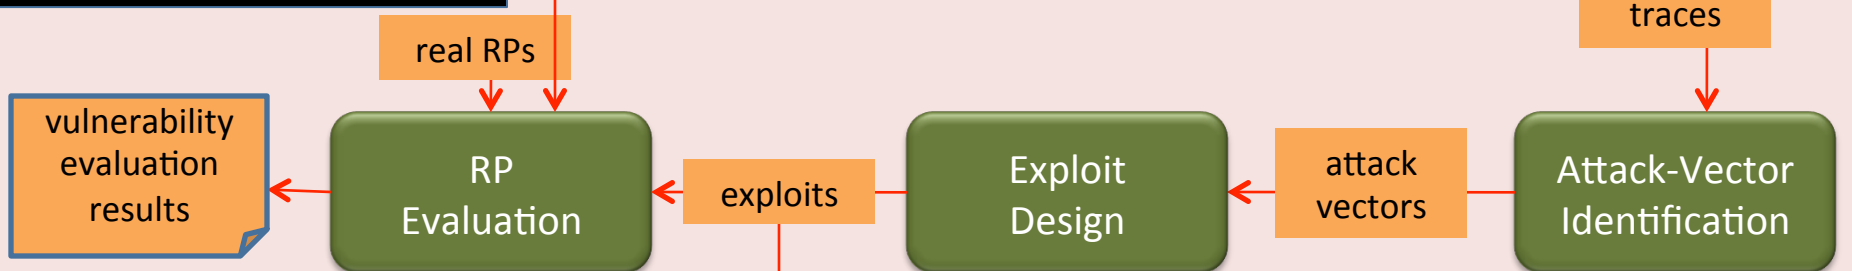 traces
real RPs
vulnerability
evaluation
results
RP
Evaluation
exploits
Exploit
Design
attack
vectors
Attack-Vector
Identification